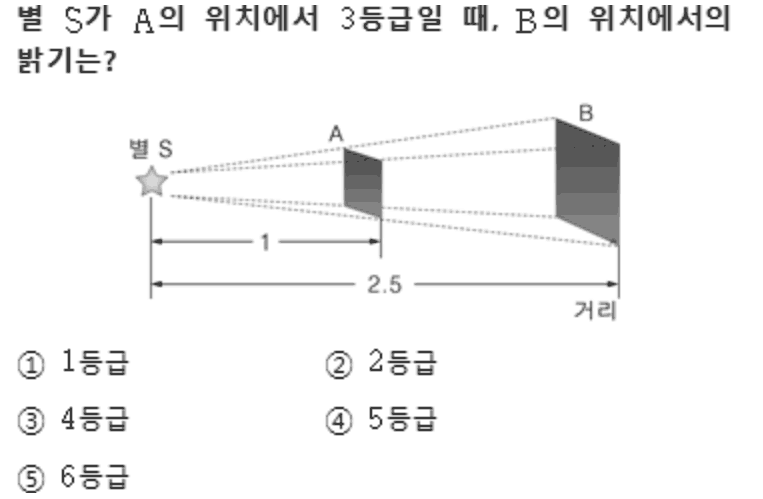 별 S가 A의 위치에서 3등급일 때, B의 위치에서의
밝기는?
B
A
별 S
1
2.5
거리
① 1등급
② 2등급
③ 4등급
④ 5등급
⑤ 6등급